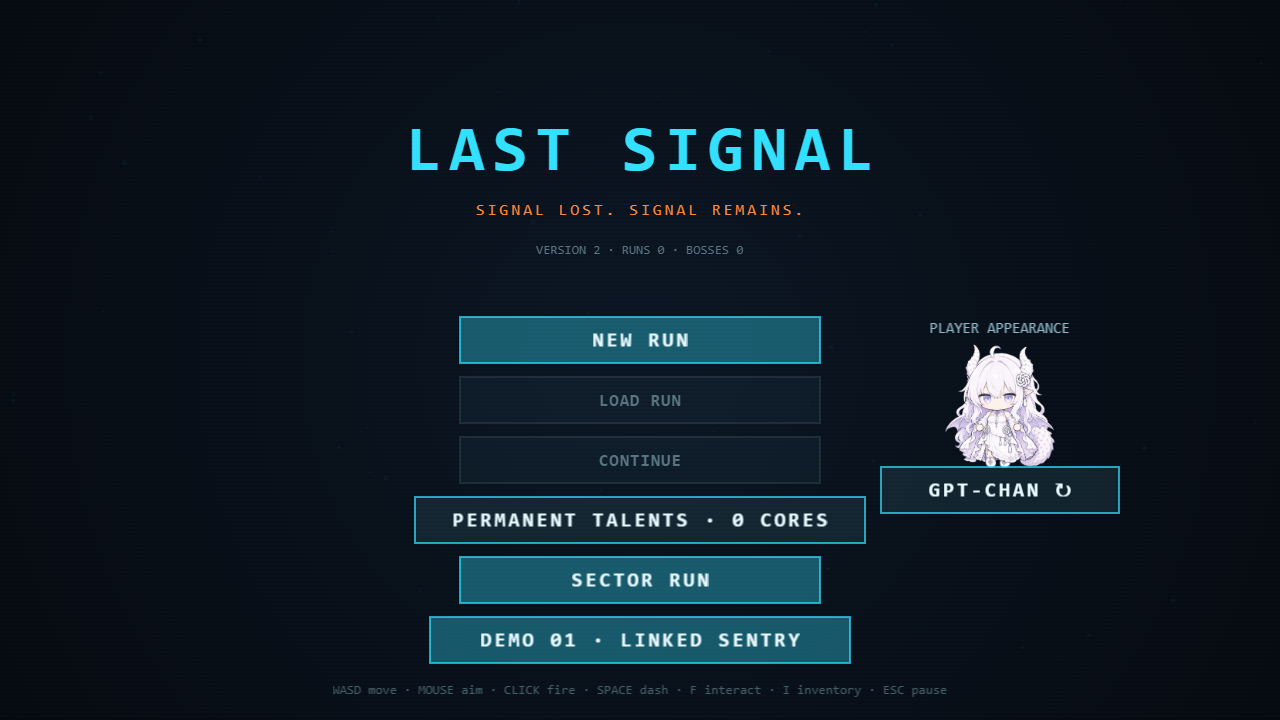 LAST SIGNAL
SIGNAL LOST. SIGNAL REMAINS.
VERSION 2 · RUNS 0 · BOSSES 0
NEW RUN
LOAD RUN
CONTINUE
PERMANENT TALENTS · 0 CORES
SECTOR RUN
DEMO 01 · LINKED SENTRY
PLAYER APPEARANCE
GPT-CHAN ↻
WASD move · MOUSE aim · CLICK fire · SPACE dash · F interact · I inventory · ESC pause